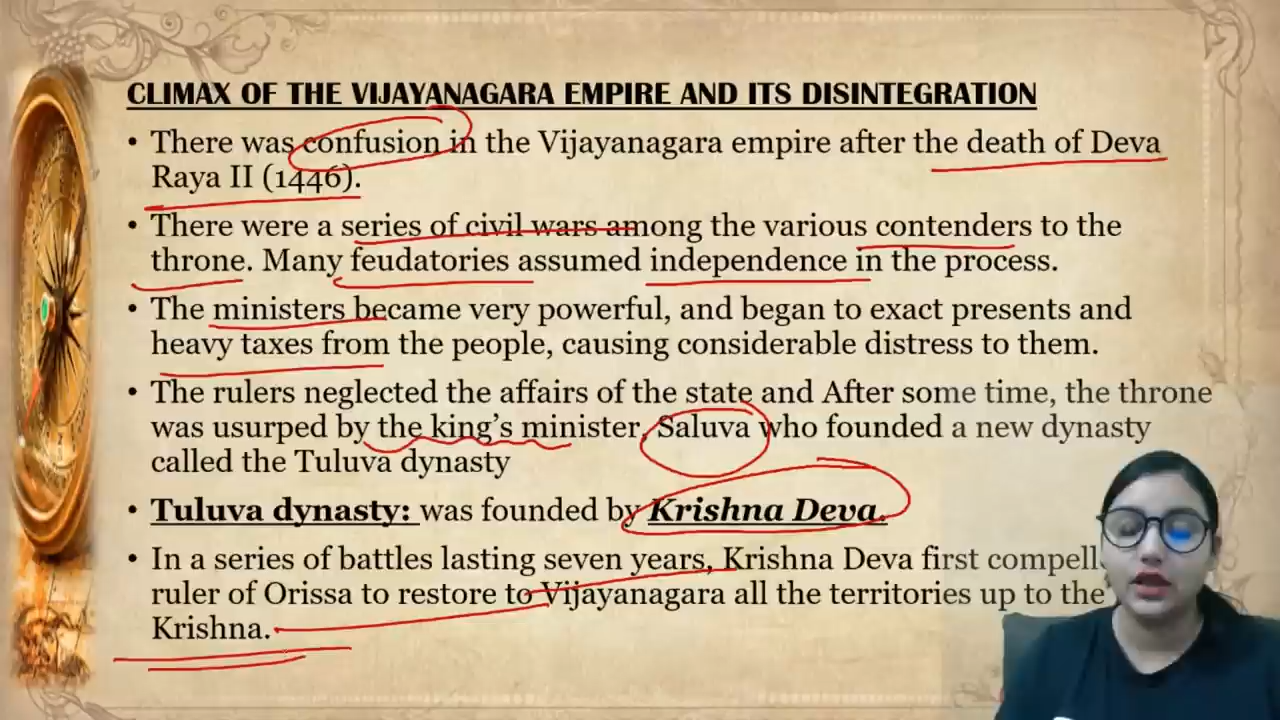 CLIMAX OF THE VIJAYANAGARA EMPIRE AND ITS DISINTEGRATION
• There was confusion in the Vijayanagara empire after the death of Deva
Raya II (1446).
• There were a series of civil wars among the various contenders to the
throne. Many feudatories assumed independence in the process.
• The ministers became very powerful, and began to exact presents and
heavy taxes from the people, causing considerable distress to them.
• The rulers neglected the affairs of the state and After some time, the throne
was usurped by the king's minister, Saluva who founded a new dynasty
called the Tuluva dynasty
• Tuluva dynasty: was founded by Krishna Deva.
• In a series of battles lasting seven years, Krishna Deva first
ruler of Orissa to restore to Vijayanagara all the territories up to the
Krishna.